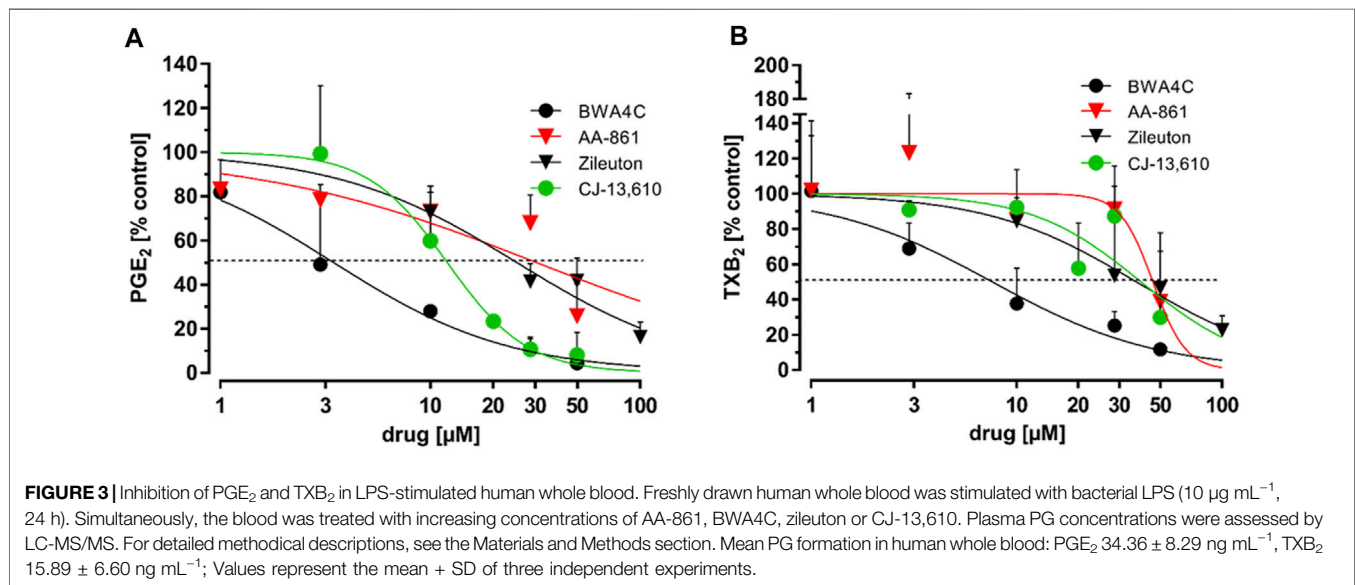 A
PGE₂ [% control]
140
120
100
80
60
40
20
0
1 3 10 20 30 50 100
drug [µM]
BWA4C
AA-861
Zileuton
CJ-13,610
B
TXB₂ [% control]
200
180
140
120
100
80
60
40
20
0
1 3 10 20 30 50 100
drug [µM]
BWA4C
AA-861
Zileuton
CJ-13,610
FIGURE 3 | Inhibition of PGE₂ and TXB₂ in LPS-stimulated human whole blood. Freshly drawn human whole blood was stimulated with bacterial LPS (10 µg mL⁻¹,
24 h). Simultaneously, the blood was treated with increasing concentrations of AA-861, BWA4C, zileuton or CJ-13,610. Plasma PG concentrations were assessed by
LC-MS/MS. For detailed methodical descriptions, see the Materials and Methods section. Mean PG formation in human whole blood: PGE₂ 34.36 ± 8.29 ng mL⁻¹, TXB₂
15.89 ± 6.60 ng mL⁻¹; Values represent the mean + SD of three independent experiments.